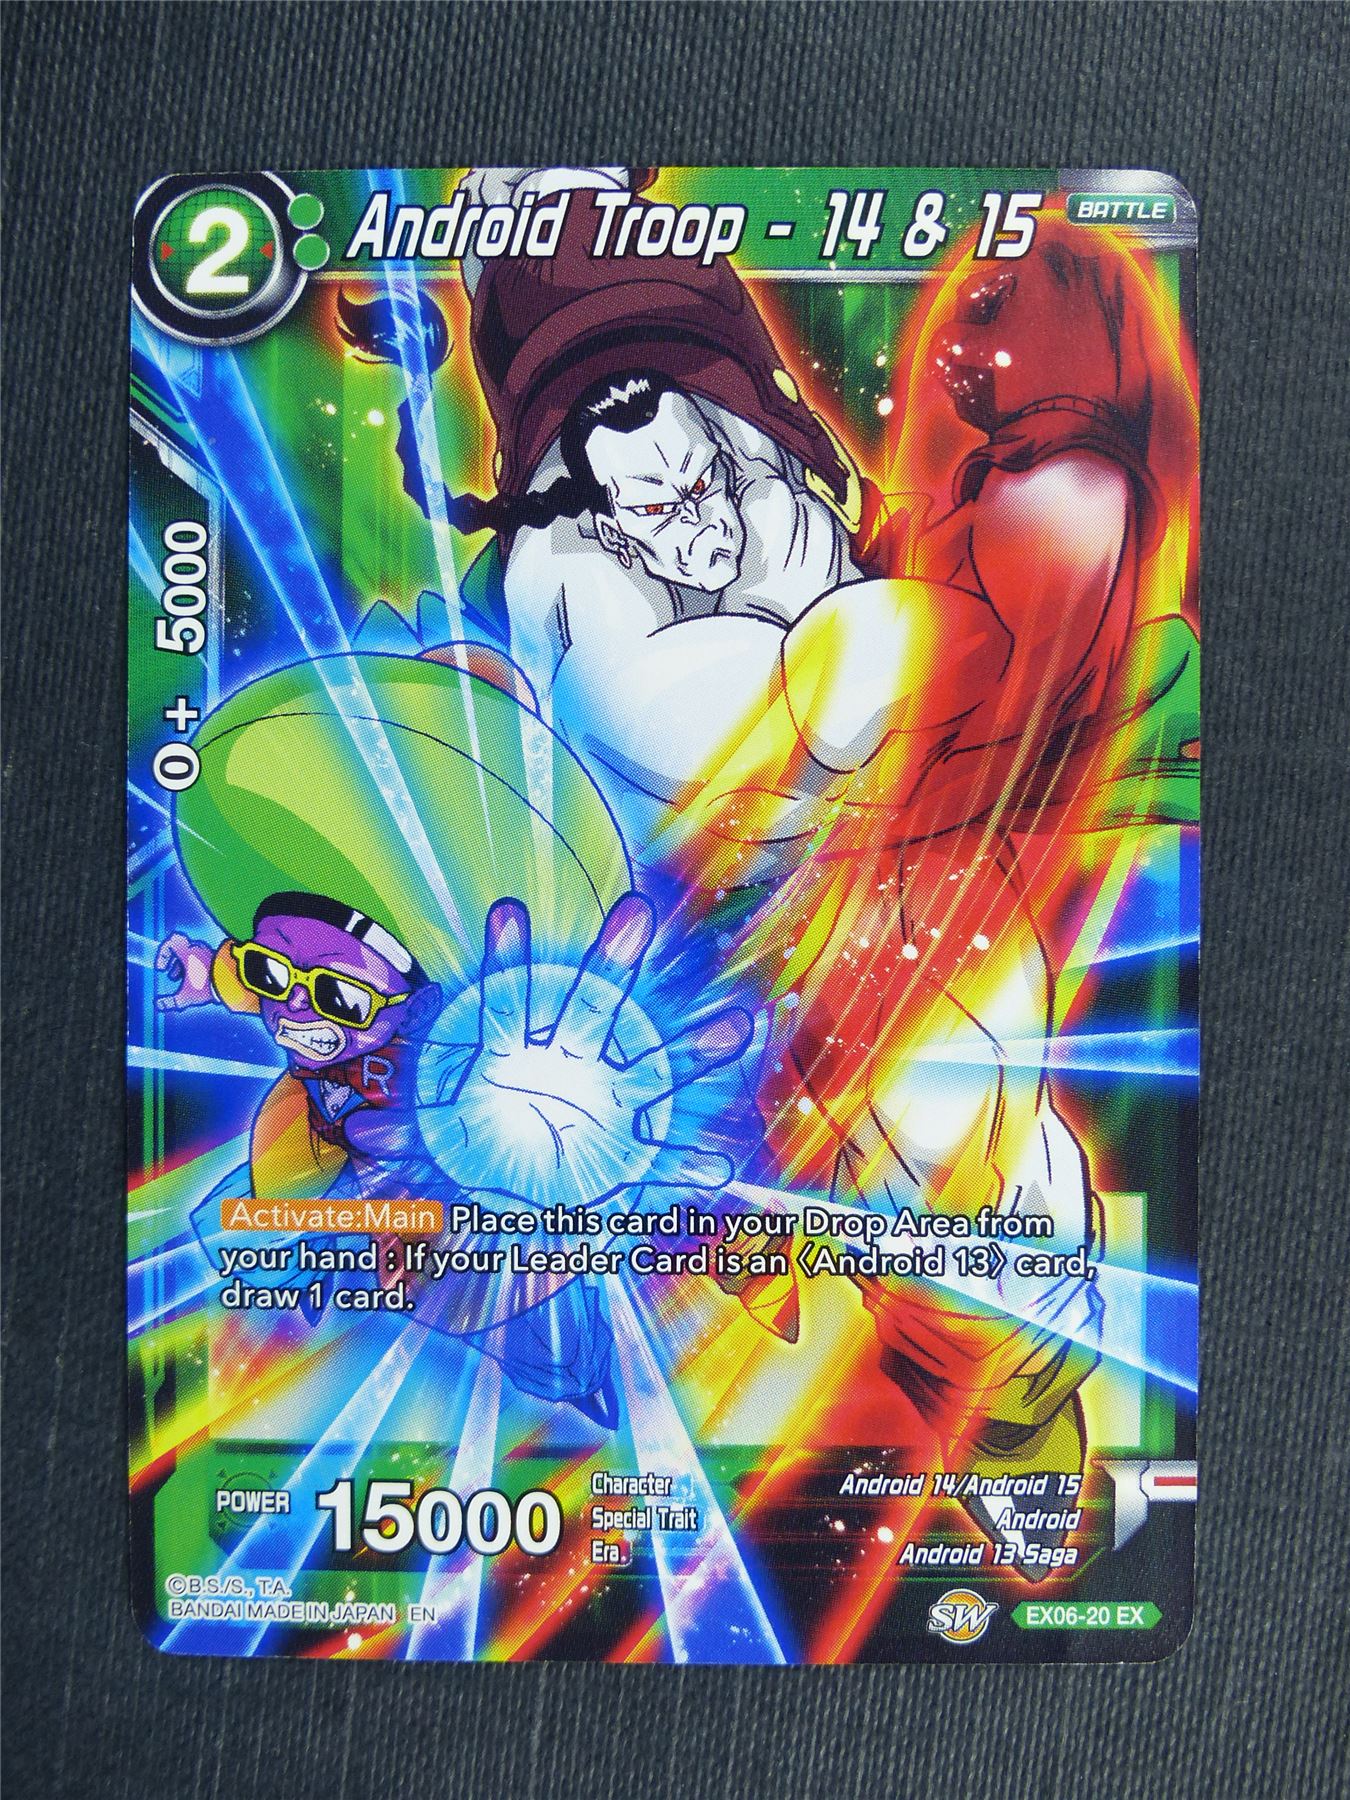 2
Android Troop - 14 & 15
BATTLE
0 + 5000
R
Activate:Main Place this card in your Drop Area from
your hand : If your Leader Card is an 《Android 13》 card,
draw 1 card.
POWER 15000
Character Android 14/Android 15
Special Trait Android
Era Android 13 Saga
©B.S./S., T.A.
BANDAI MADE IN JAPAN EN
SW
EX06-20 EX